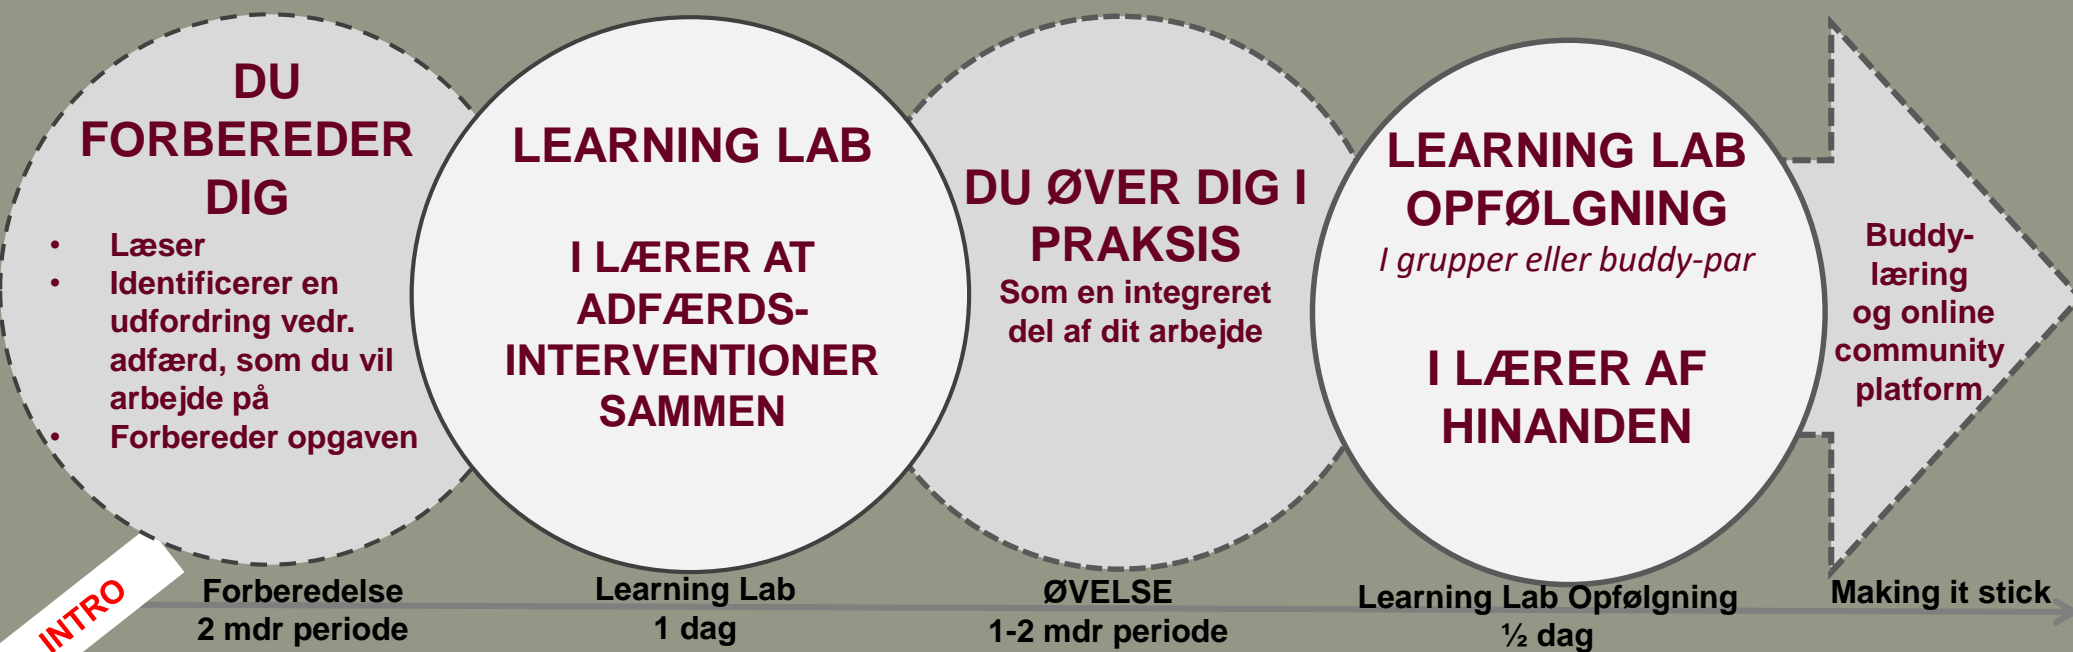 DU
FORBEREDER
DIG
• Læser
• Identificerer en
udfordring vedr.
adfærd, som du vil
arbejde på
• Forbereder opgaven
LEARNING LAB
I LÆRER AT
ADFÆRDS-
INTERVENTIONER
SAMMEN
DU ØVER DIG I
PRAKSIS
Som en integreret
del af dit arbejde
LEARNING LAB
OPFØLGNING
I grupper eller buddy-par
I LÆRER AF
HINANDEN
Buddy-
læring
og online
community
platform
INTRO
Forberedelse
2 mdr periode
Learning Lab
1 dag
ØVELSE
1-2 mdr periode
Learning Lab Opfølgning
½ dag
Making it stick